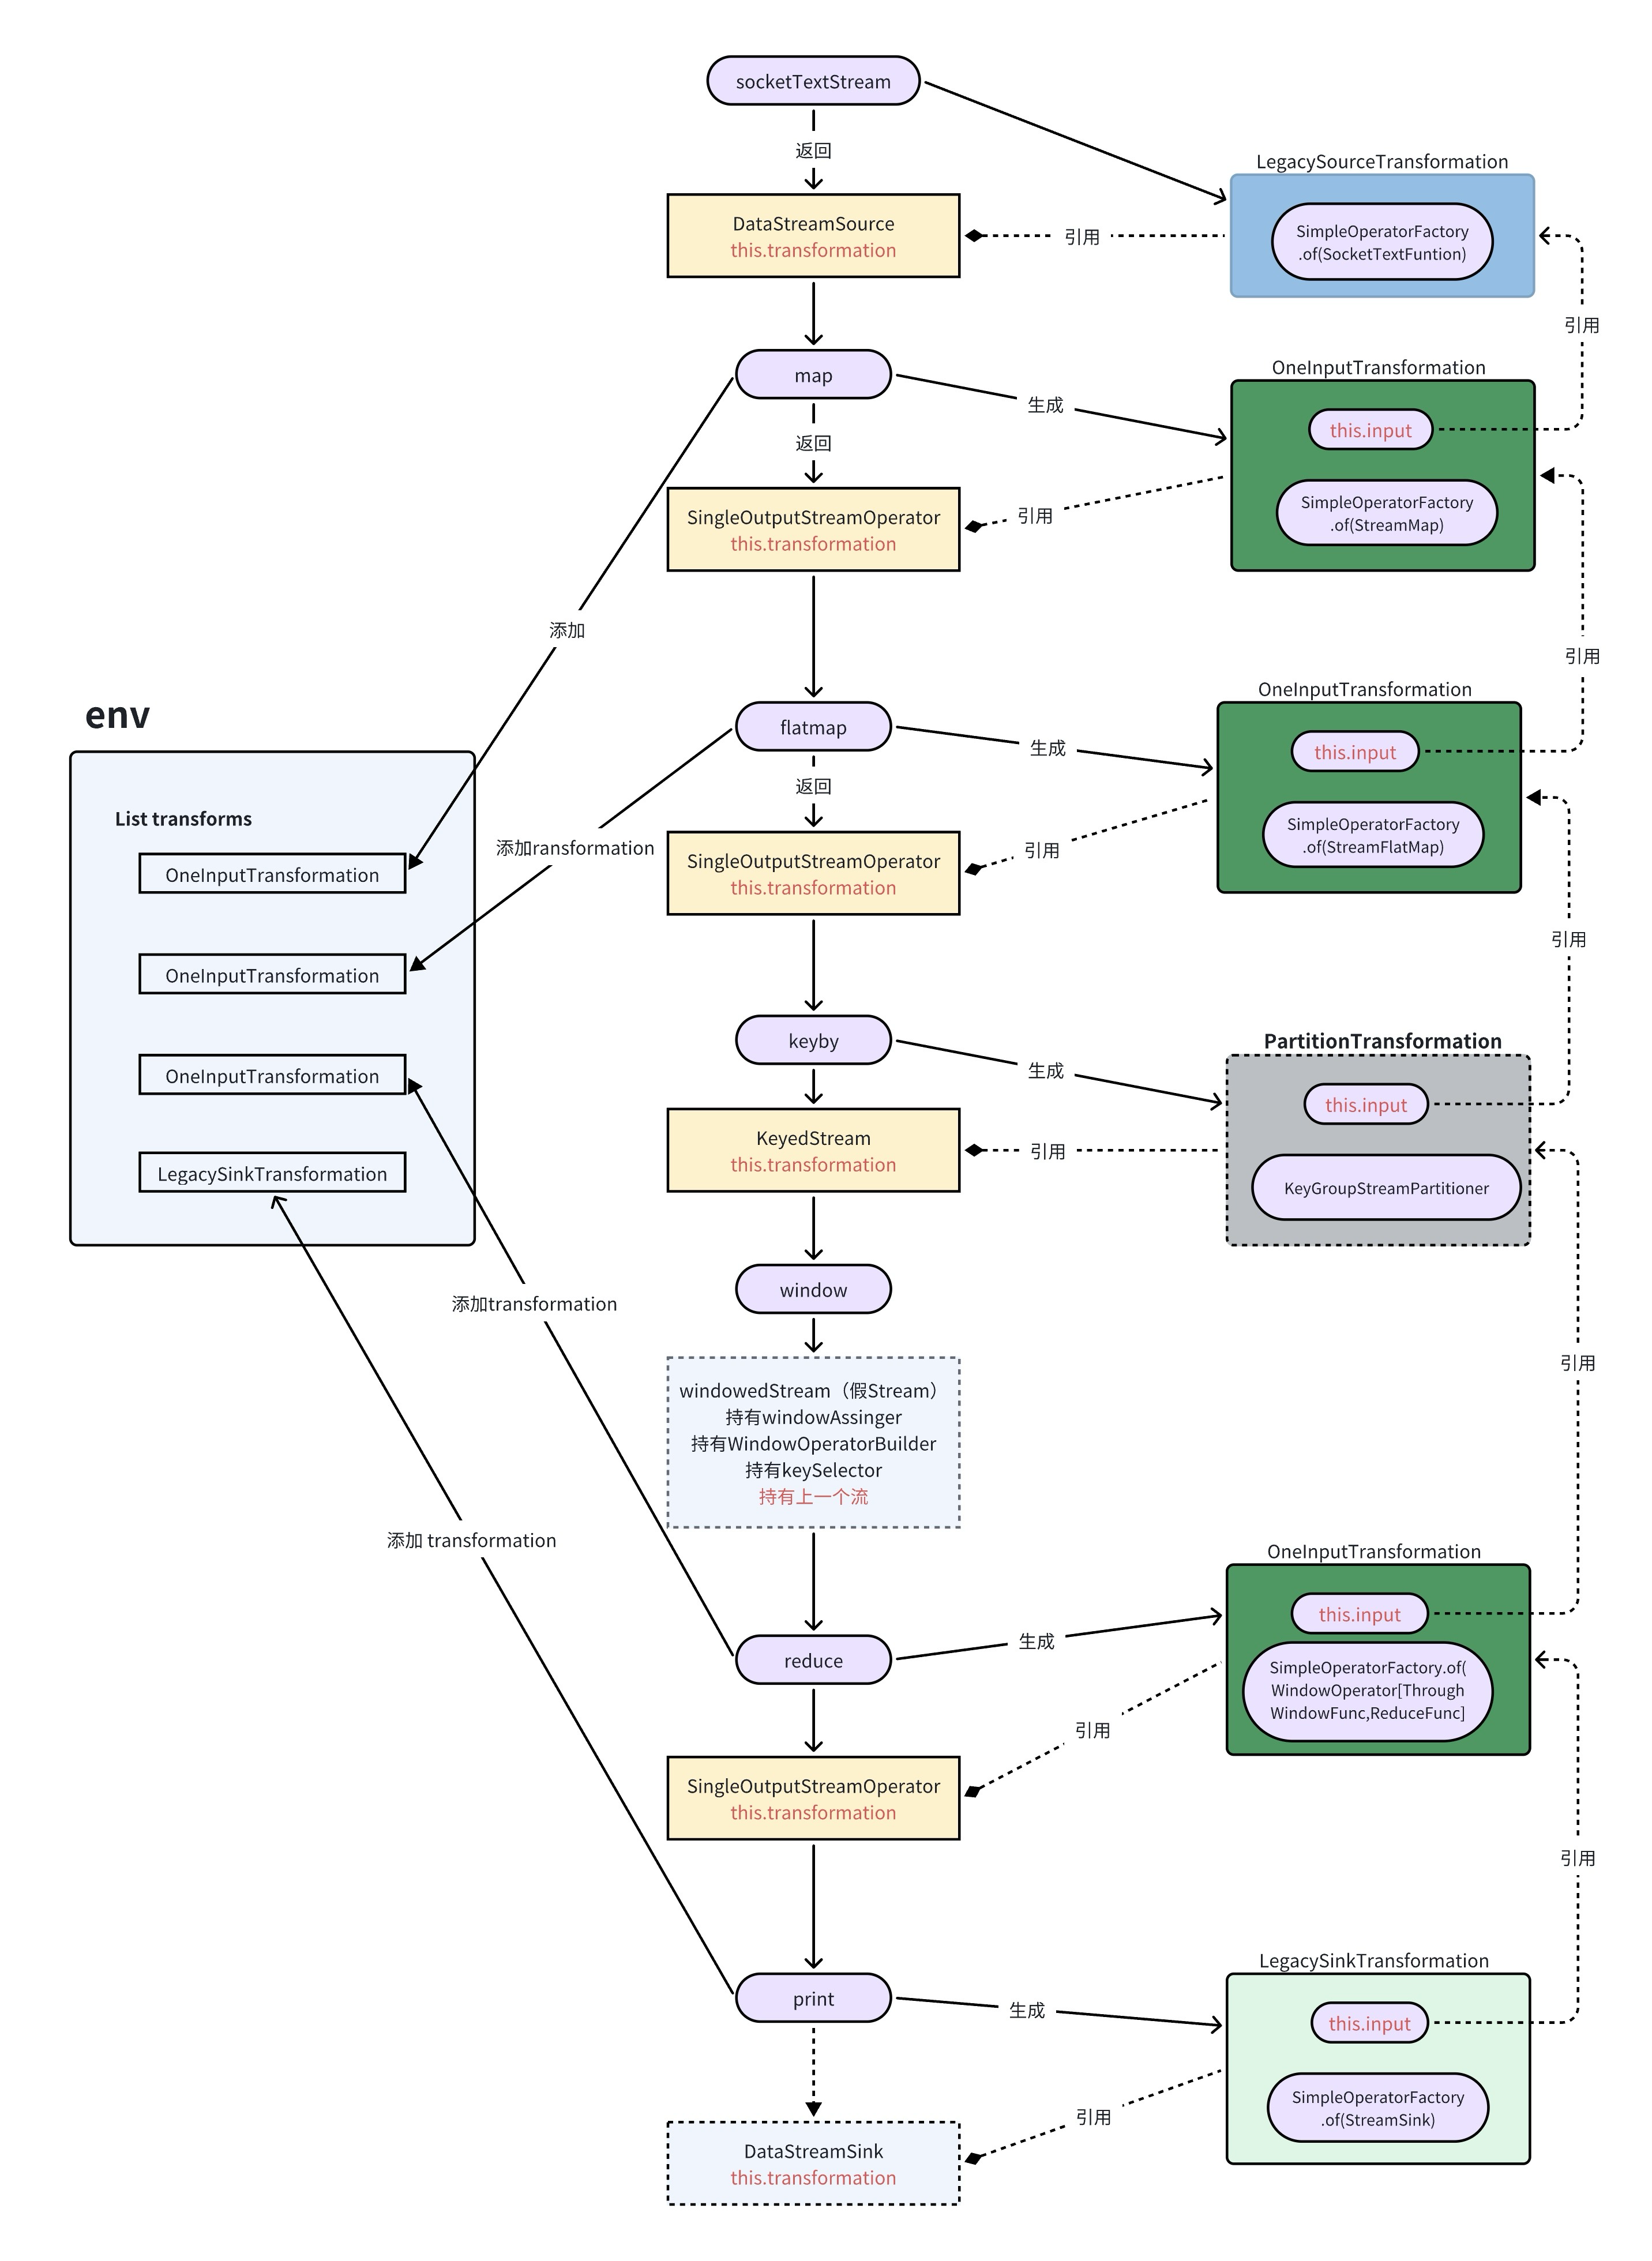 socketTextStream
返回
LegacySourceTransformation
DataStreamSource
this.transformation
引用
SimpleOperatorFactory
.of(SocketTextFuntion)
引用
map
生成
OneInputTransformation
this.input
返回
SimpleOperatorFactory
.of(StreamMap)
SingleOutputStreamOperator
this.transformation
引用
添加
引用
env
flatmap
生成
OneInputTransformation
this.input
返回
List transforms
添加ransformation
SimpleOperatorFactory
.of(StreamFlatMap)
SingleOutputStreamOperator
this.transformation
引用
OneInputTransformation
OneInputTransformation
OneInputTransformation
LegacySinkTransformation
引用
keyby
生成
PartitionTransformation
this.input
KeyedStream
this.transformation
引用
KeyGroupStreamPartitioner
window
添加transformation
引用
windowedStream（假Stream）
持有windowAssinger
持有WindowOperatorBuilder
持有keySelector
持有上一个流
添加 transformation
OneInputTransformation
this.input
reduce
生成
SimpleOperatorFactory.of(
WindowOperator[Through
WindowFunc,ReduceFunc]
引用
SingleOutputStreamOperator
this.transformation
引用
LegacySinkTransformation
print
生成
this.input
SimpleOperatorFactory
.of(StreamSink)
引用
DataStreamSink
this.transformation